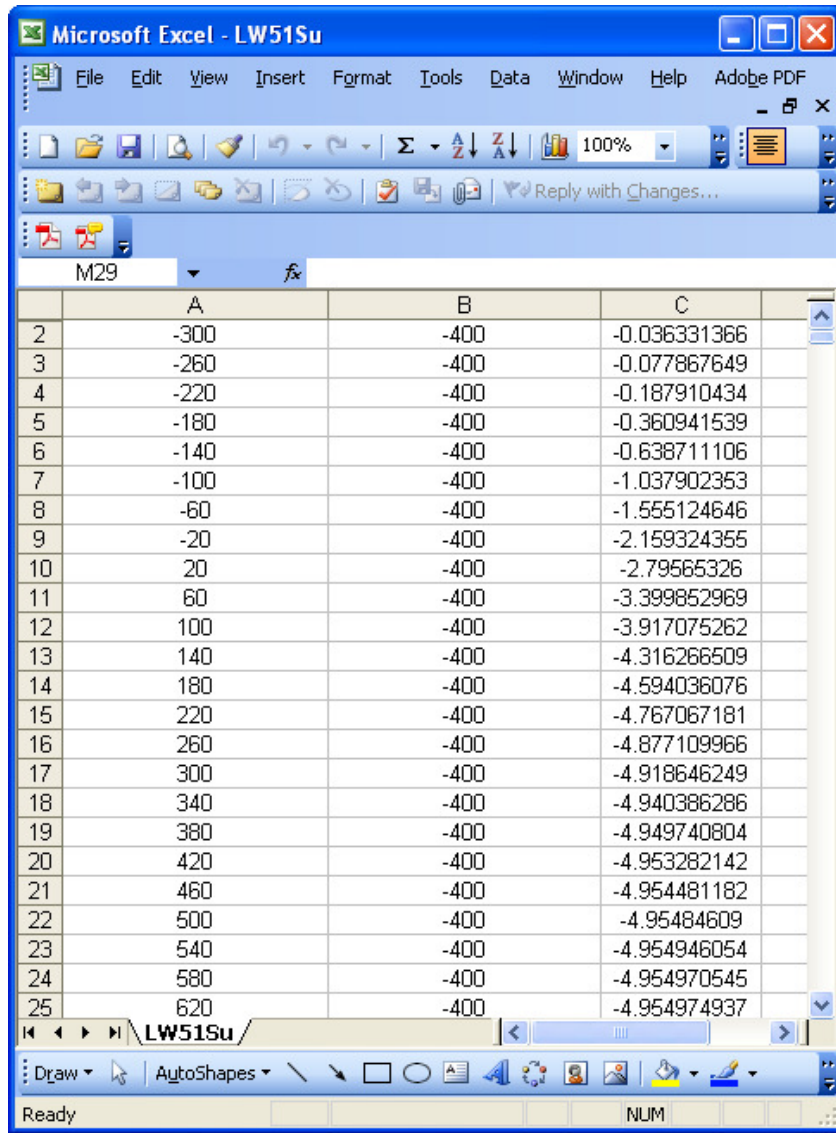 Microsoft Excel - LW51Su
File Edit View Insert Format Tools Data Window Help Adobe PDF
Σ A Z Z A 100%
Reply with Changes...
M29 fx
A B C
2 -300 -400 -0.036331366
3 -260 -400 -0.077867649
4 -220 -400 -0.187910434
5 -180 -400 -0.360941539
6 -140 -400 -0.638711106
7 -100 -400 -1.037902353
8 -60 -400 -1.555124646
9 -20 -400 -2.159324355
10 20 -400 -2.79565326
11 60 -400 -3.399852969
12 100 -400 -3.917075262
13 140 -400 -4.316266509
14 180 -400 -4.594036076
15 220 -400 -4.767067181
16 260 -400 -4.877109966
17 300 -400 -4.918646249
18 340 -400 -4.940386286
19 380 -400 -4.949740804
20 420 -400 -4.953282142
21 460 -400 -4.954481182
22 500 -400 -4.95484609
23 540 -400 -4.954946054
24 580 -400 -4.954970545
25 620 -400 -4.954974937
LW51Su
Draw AutoShapes
Ready NUM